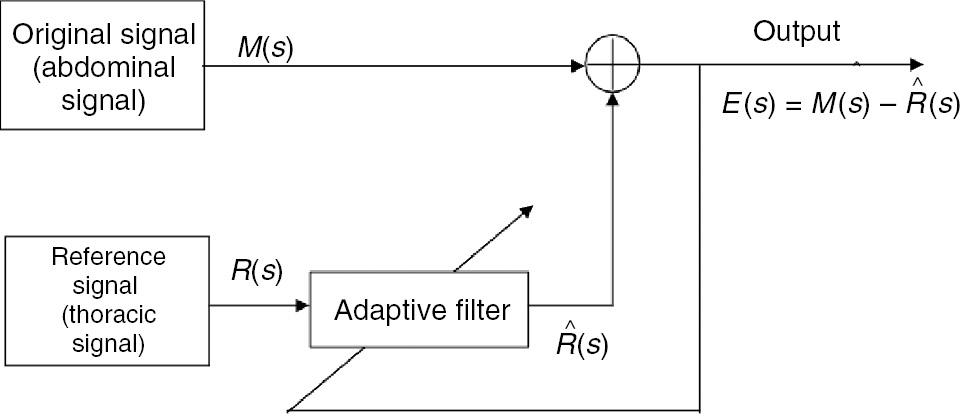 Original signal
(abdominal
signal)
M(s)
Output
E(s) = M(s) − R̂(s)
Reference
signal
(thoracic
signal)
R(s)
Adaptive filter
R̂(s)